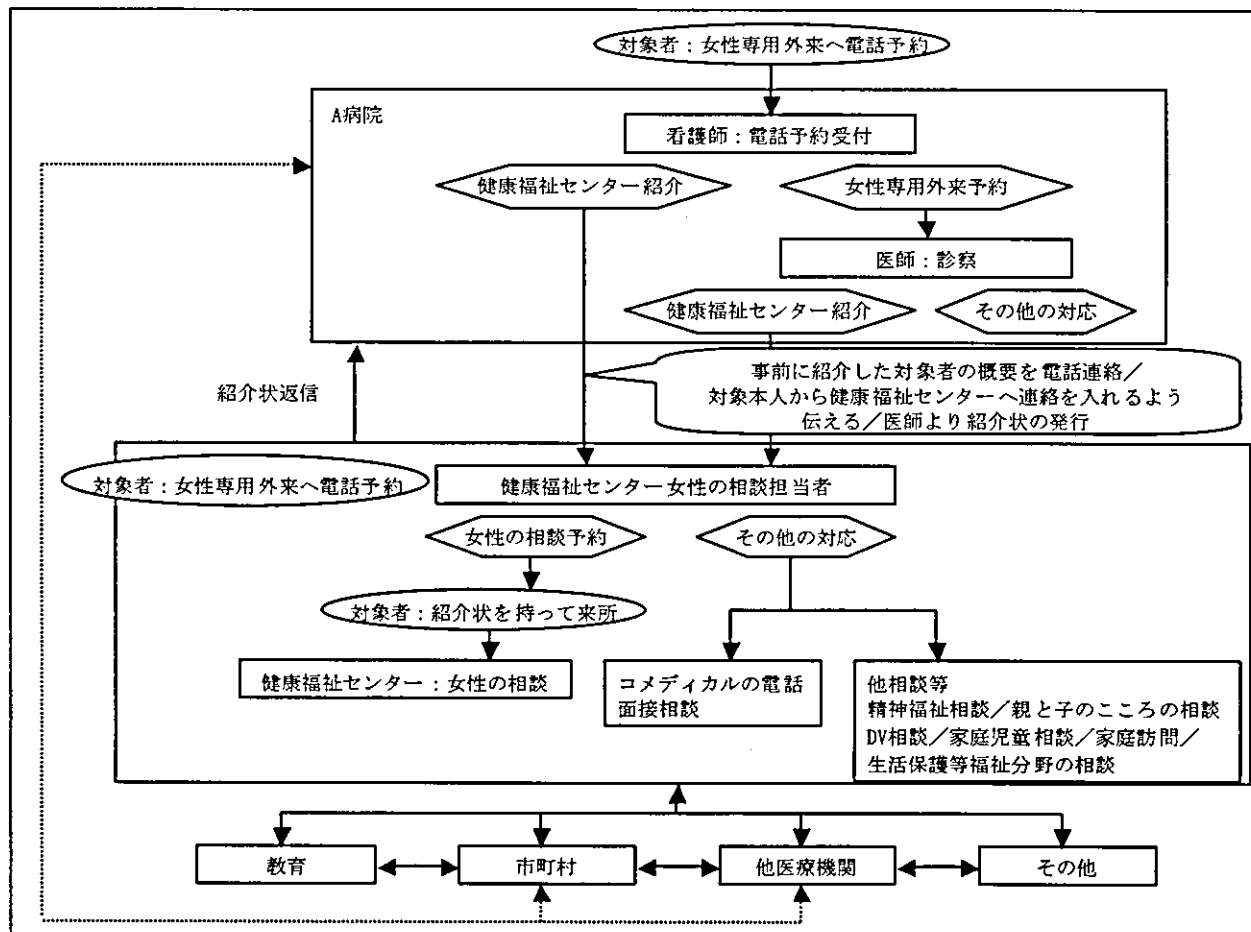 対象者：女性専用外来へ電話予約
A病院
看護師：電話予約受付
健康福祉センター紹介
女性専用外来予約
医師：診察
健康福祉センター紹介
その他の対応
事前に紹介した対象者の概要を電話連絡／
対象本人から健康福祉センターへ連絡を入れるよう
伝える／医師より紹介状の発行
紹介状返信
対象者：女性専用外来へ電話予約
健康福祉センター女性の相談担当者
女性の相談予約
その他の対応
対象者：紹介状を持って来所
健康福祉センター：女性の相談
コメディカルの電話
面接相談
他相談等
精神福祉相談／親と子のこころの相談
DV相談／家庭児童相談／家庭訪問／
生活保護等福祉分野の相談
教育
市町村
他医療機関
その他